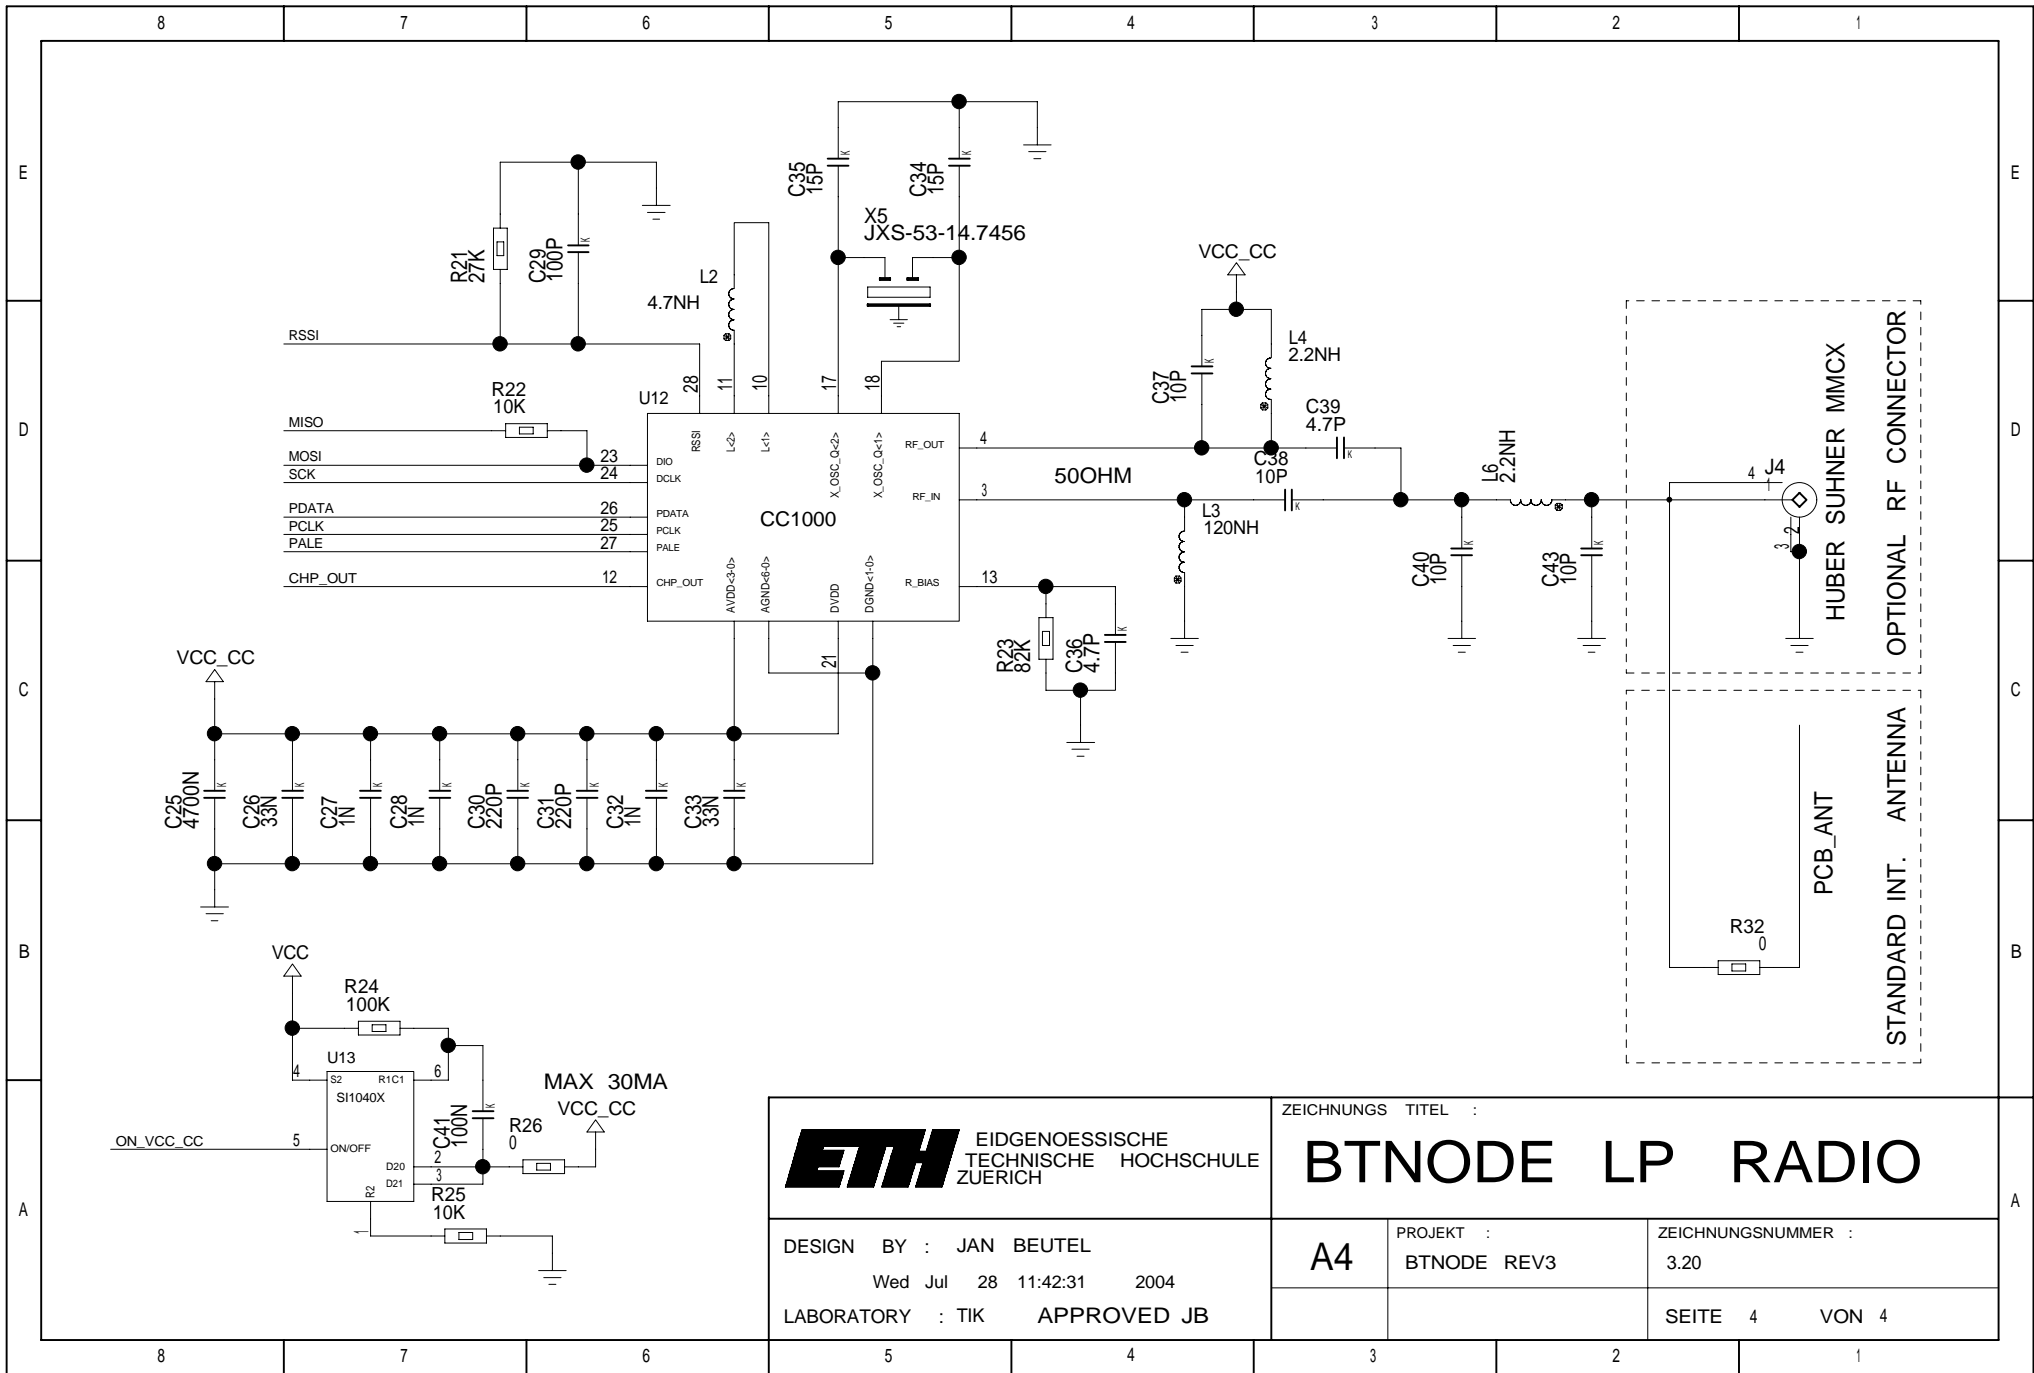 8 7 6 5 4 3 2 1
E
D
C
B
A
E
D
C
B
A
C35
15P
C34
15P
X5
JXS-53-14.7456
R21
27K
C29
100P
L2
4.7NH
VCC_CC
L4
2.2NH
C37
10P
C39
4.7P
C38
10P
L3
120NH
50OHM
L6
2.2NH
C40
10P
C43
10P
J4
4
1
3
2
HUBER SUHNER MMCX
OPTIONAL RF CONNECTOR
RSSI
R22
10K
MISO
MOSI
SCK
PDATA
PCLK
PALE
CHP_OUT
23
24
26
25
27
12
28
11
10
17
18
U12
RSSI
L<2>
L<1>
X_OSC_Q<2>
X_OSC_Q<1>
DIO
DCLK
PDATA
PCLK
PALE
CHP_OUT
CC1000
RF_OUT
RF_IN
R_BIAS
AVDD<3-0>
AGND<6-0>
DVDD
DGND<1-0>
4
3
13
21
R23
82K
C36
4.7P
VCC_CC
C25
4700N
C26
33N
C27
1N
C28
1N
C30
220P
C31
220P
C32
1N
C33
33N
PCB_ANT
STANDARD INT. ANTENNA
R32
0
VCC
R24
100K
U13
4
S2
R1C1
6
SI1040X
ON_VCC_CC
5
ON/OFF
D20
2
D21
3
R2
1
C41
100N
R26
0
MAX 30MA
VCC_CC
R25
10K
ETH
EIDGENOESSISCHE
TECHNISCHE HOCHSCHULE
ZUERICH
DESIGN BY : JAN BEUTEL
Wed Jul 28 11:42:31 2004
LABORATORY : TIK APPROVED JB
ZEICHNUNGS TITEL :
BTNODE LP RADIO
A4
PROJEKT :
BTNODE REV3
ZEICHNUNGSNUMMER :
3.20
SEITE 4 VON 4
8 7 6 5 4 3 2 1